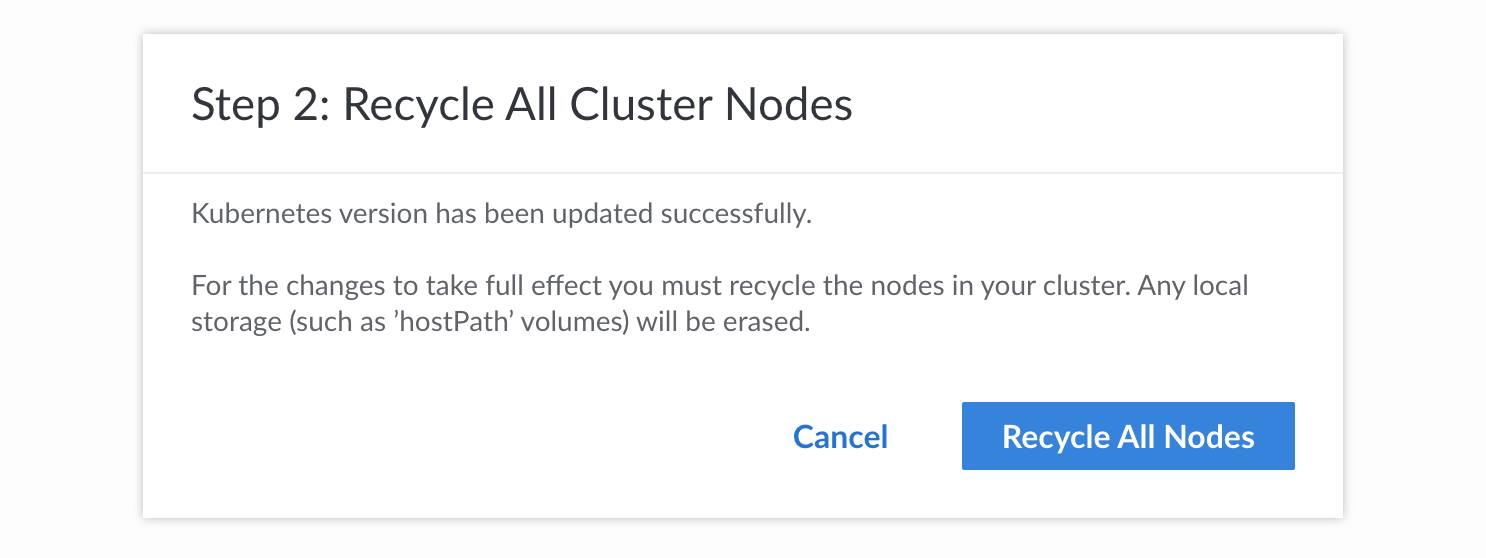 Step 2: Recycle All Cluster Nodes
Kubernetes version has been updated successfully.
For the changes to take full effect you must recycle the nodes in your cluster. Any local
storage (such as ’hostPath’ volumes) will be erased.
Cancel
Recycle All Nodes